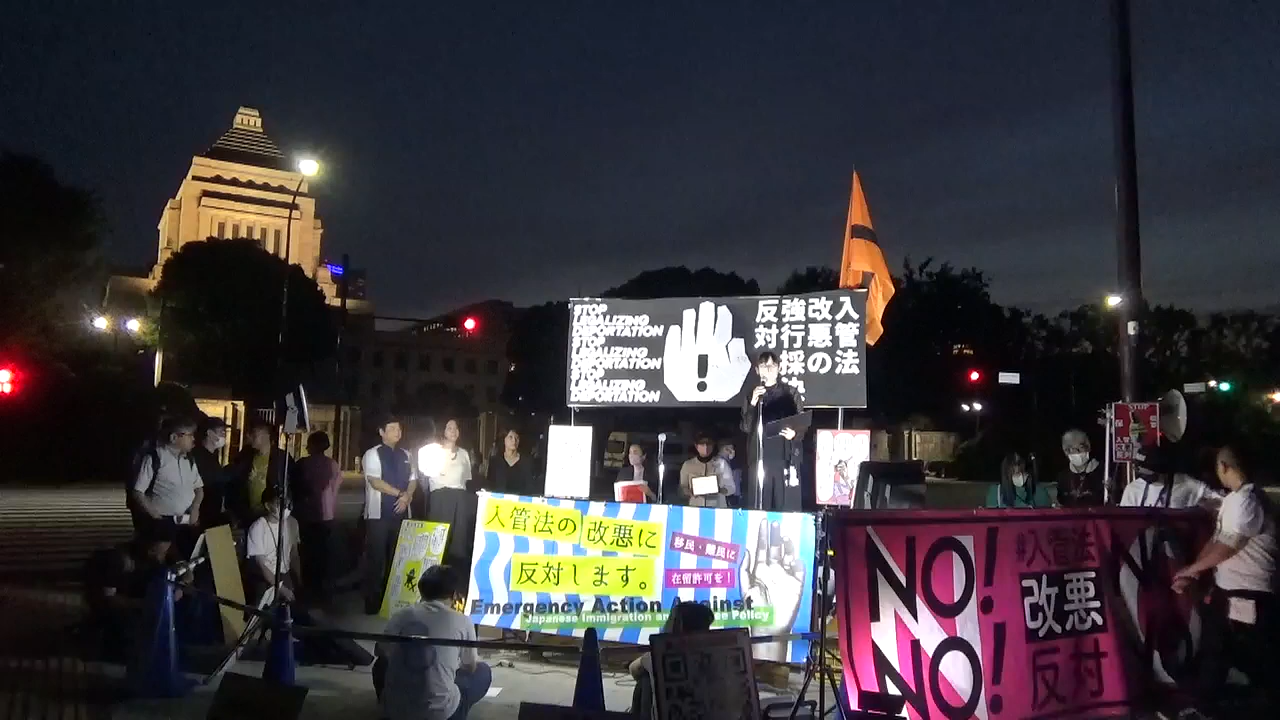 STOP
LEGALIZING
DEPORTATION
STOP
LEGALIZING
DEPORTATION
STOP
LEGALIZING
DEPORTATION
入管法
改悪の
強行採
反対
入管法の改悪に
反対します。
移民・難民に
在留許可を!
Emergency Action Against
Japanese Immigration and Policy
NO!
NO!
#入管法
改悪
反対